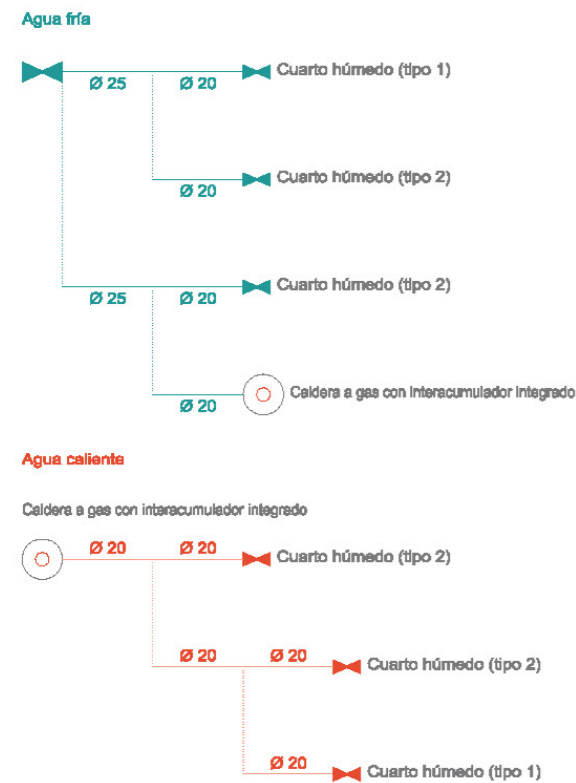 Agua fría
Cuarto húmedo (tipo 1)
Ø 25 Ø 20
Cuarto húmedo (tipo 2)
Ø 20
Cuarto húmedo (tipo 2)
Ø 25 Ø 20
Caldera a gas con interacumulador integrado
Ø 20
Agua caliente
Caldera a gas con interacumulador integrado
Ø 20 Ø 20
Cuarto húmedo (tipo 2)
Ø 20 Ø 20
Cuarto húmedo (tipo 2)
Ø 20
Cuarto húmedo (tipo 1)